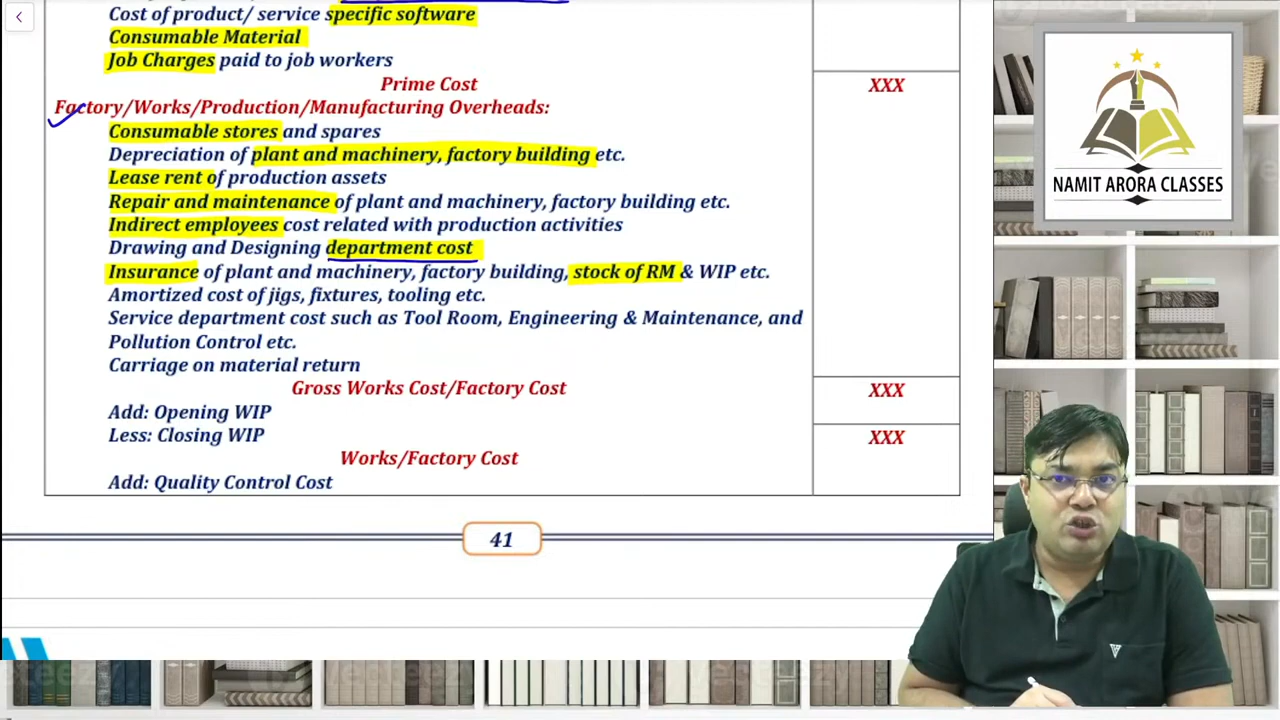 Cost of product/ service specific software
Consumable Material
Job Charges paid to job workers
Prime Cost XXX
Factory/Works/Production/Manufacturing Overheads:
Consumable stores and spares
Depreciation of plant and machinery, factory building etc.
Lease rent of production assets
Repair and maintenance of plant and machinery, factory building etc.
Indirect employees cost related with production activities
Drawing and Designing department cost
Insurance of plant and machinery, factory building, stock of RM & WIP etc.
Amortized cost of jigs, fixtures, tooling etc.
Service department cost such as Tool Room, Engineering & Maintenance, and
Pollution Control etc.
Carriage on material return
Gross Works Cost/Factory Cost XXX
Add: Opening WIP
Less: Closing WIP XXX
Works/Factory Cost
Add: Quality Control Cost
41
NAMIT ARORA CLASSES